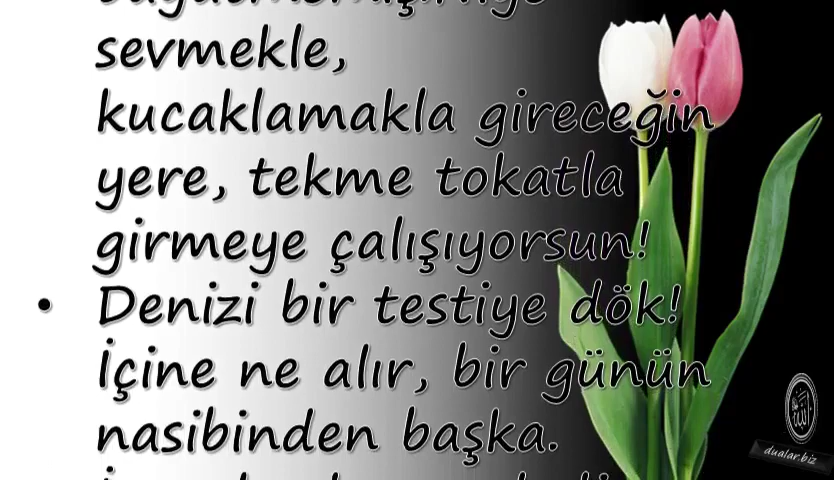 sevmekle,
kucaklamakla gireceğin
yere, tekme tokatla
girmeye çalışıyorsun!
• Denizi bir testiye dök!
İçine ne alır, bir günün
nasibinden başka.
dualar.biz